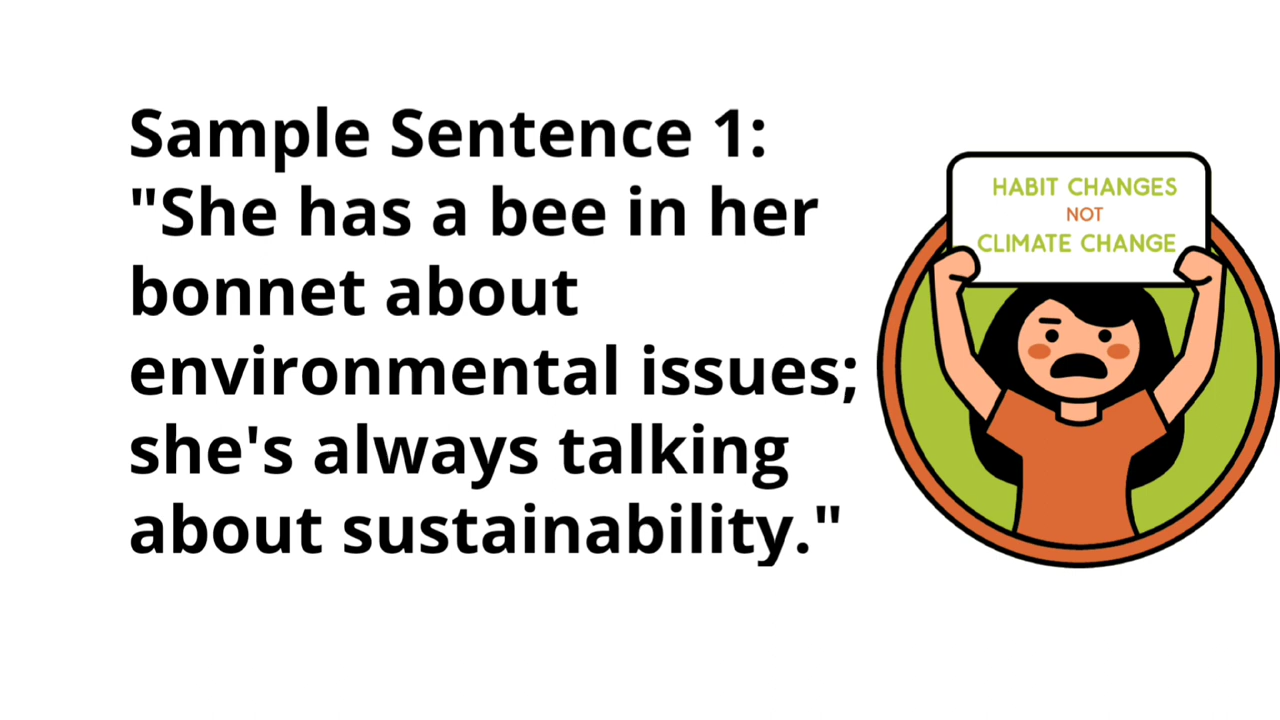 Sample Sentence 1:
"She has a bee in her
bonnet about
environmental issues;
she's always talking
about sustainability."
HABIT CHANGES
NOT
CLIMATE CHANGE